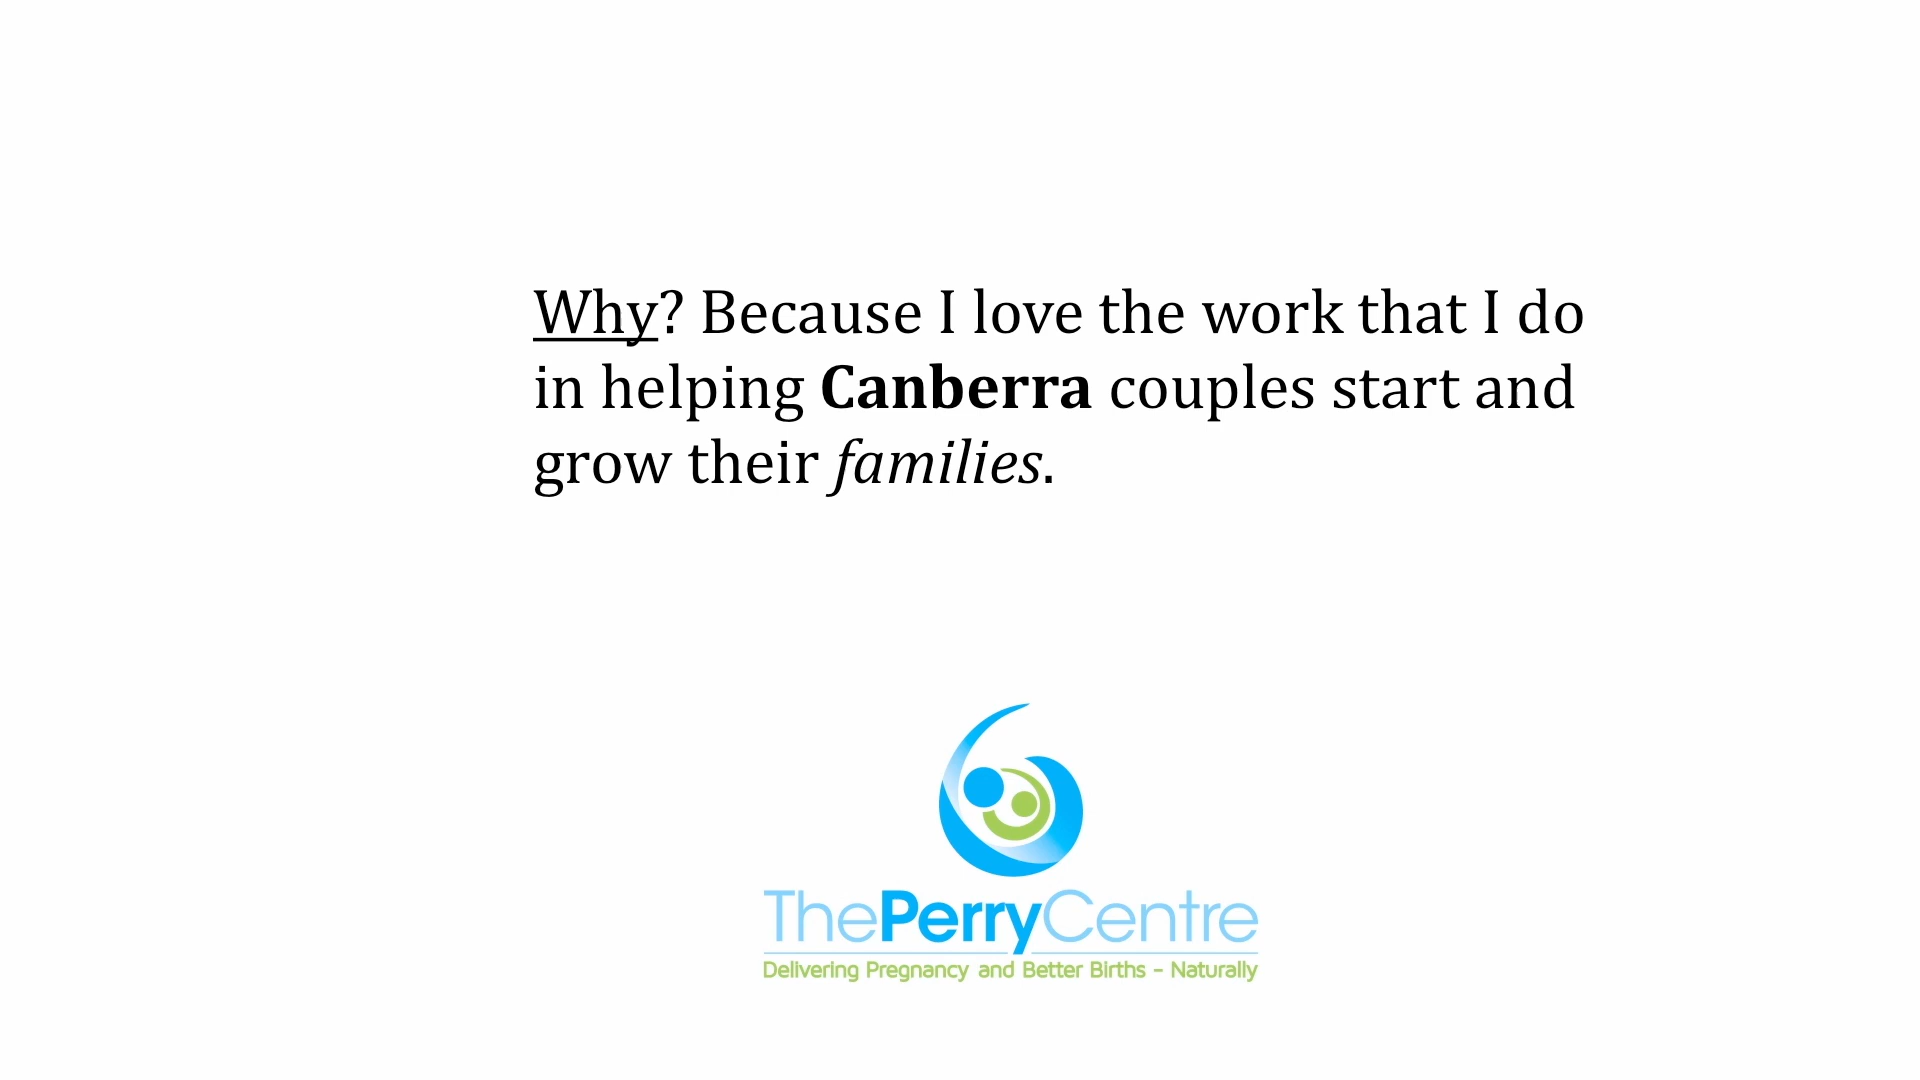 Why? Because I love the work that I do
in helping Canberra couples start and
grow their families.
ThePerryCentre
Delivering Pregnancy and Better Births – Naturally